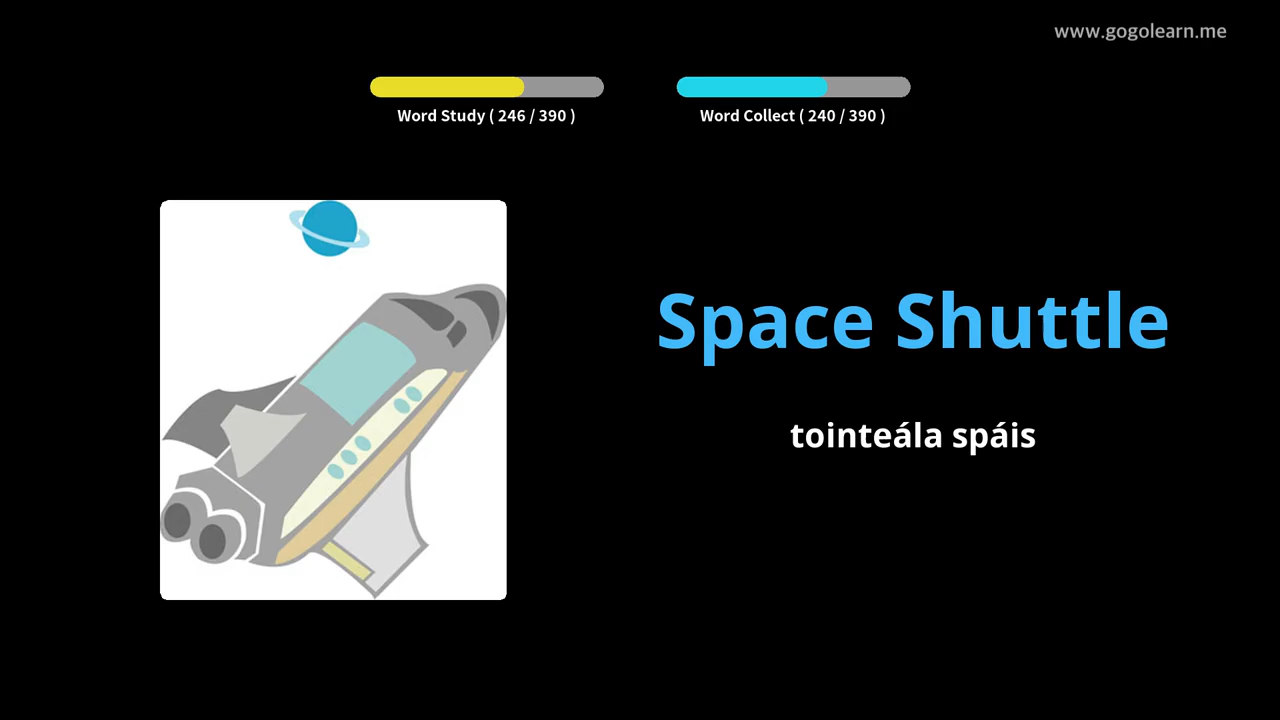 www.gogolearn.me
Word Study ( 246 / 390 )
Word Collect ( 240 / 390 )
Space Shuttle
tointeála spáis